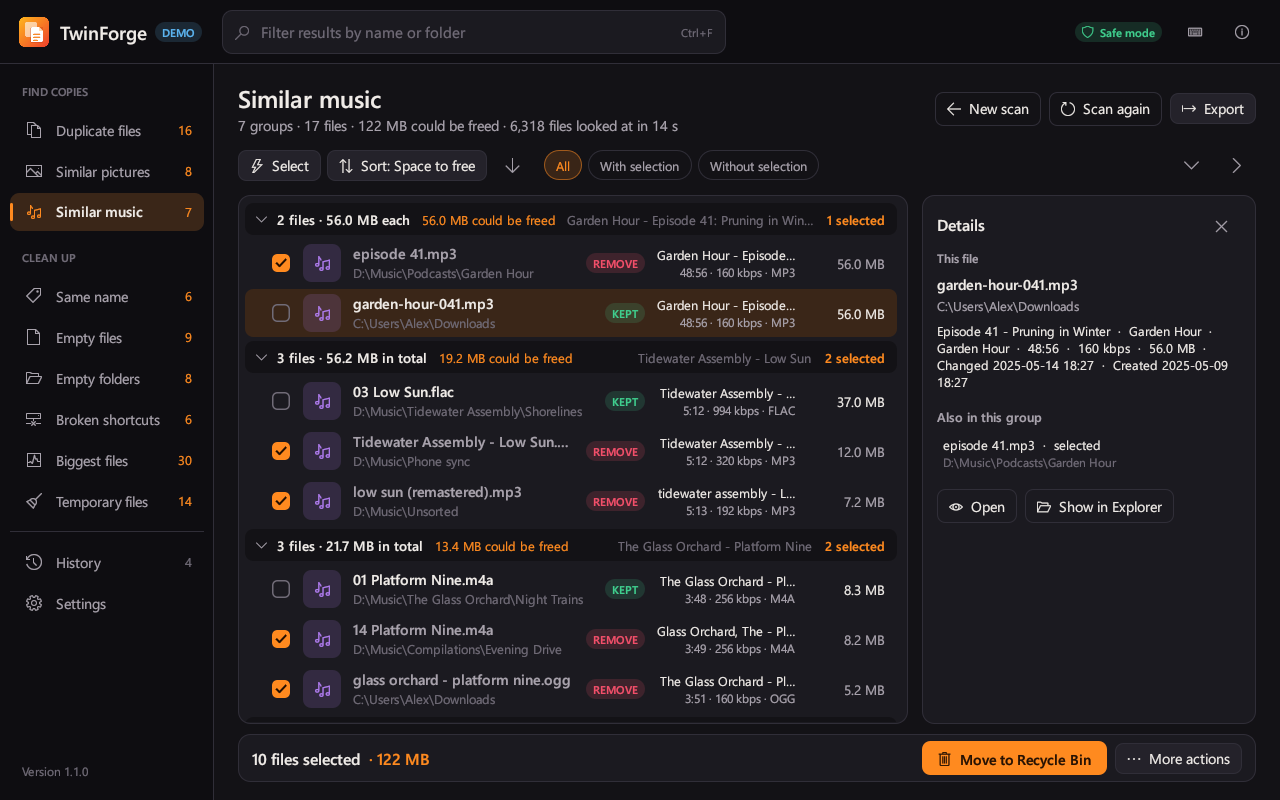 TwinForge DEMO
Filter results by name or folder
Ctrl+F
Safe mode
FIND COPIES
Duplicate files 16
Similar pictures 8
Similar music 7
CLEAN UP
Same name 6
Empty files 9
Empty folders 8
Broken shortcuts 6
Biggest files 30
Temporary files 14
History 4
Settings
Version 1.1.0
Similar music
7 groups · 17 files · 122 MB could be freed · 6,318 files looked at in 14 s
New scan
Scan again
Export
Select
Sort: Space to free
All
With selection
Without selection
2 files · 56.0 MB each 56.0 MB could be freed Garden Hour - Episode 41: Pruning in Win... 1 selected
episode 41.mp3
D:\Music\Podcasts\Garden Hour
REMOVE
Garden Hour - Episode...
48:56 · 160 kbps · MP3
56.0 MB
garden-hour-041.mp3
C:\Users\Alex\Downloads
KEPT
Garden Hour - Episode...
48:56 · 160 kbps · MP3
56.0 MB
3 files · 56.2 MB in total 19.2 MB could be freed Tidewater Assembly - Low Sun 2 selected
03 Low Sun.flac
D:\Music\Tidewater Assembly\Shorelines
KEPT
Tidewater Assembly - ...
5:12 · 994 kbps · FLAC
37.0 MB
Tidewater Assembly - Low Sun....
D:\Music\Phone sync
REMOVE
Tidewater Assembly - ...
5:12 · 320 kbps · MP3
12.0 MB
low sun (remastered).mp3
D:\Music\Unsorted
REMOVE
tidewater assembly - L...
5:13 · 192 kbps · MP3
7.2 MB
3 files · 21.7 MB in total 13.4 MB could be freed The Glass Orchard - Platform Nine 2 selected
01 Platform Nine.m4a
D:\Music\The Glass Orchard\Night Trains
KEPT
The Glass Orchard - Pl...
3:48 · 256 kbps · M4A
8.3 MB
14 Platform Nine.m4a
D:\Music\Compilations\Evening Drive
REMOVE
Glass Orchard, The - Pl...
3:49 · 256 kbps · M4A
8.2 MB
glass orchard - platform nine.ogg
C:\Users\Alex\Downloads
REMOVE
The Glass Orchard - Pl...
3:51 · 160 kbps · OGG
5.2 MB
Details
This file
garden-hour-041.mp3
C:\Users\Alex\Downloads
Episode 41 - Pruning in Winter · Garden Hour ·
Garden Hour · 48:56 · 160 kbps · 56.0 MB ·
Changed 2025-05-14 18:27 · Created 2025-05-09
18:27
Also in this group
episode 41.mp3 · selected
D:\Music\Podcasts\Garden Hour
Open
Show in Explorer
10 files selected · 122 MB
Move to Recycle Bin
More actions